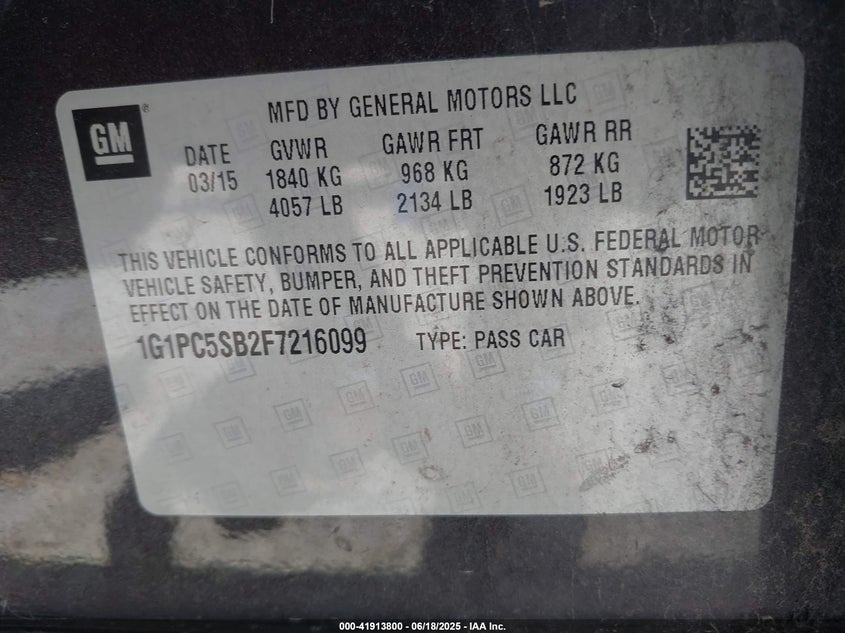 GM
®
MFD BY GENERAL MOTORS LLC
DATE GVWR GAWR FRT GAWR RR
03/15 1840 KG 968 KG 872 KG
4057 LB 2134 LB 1923 LB
THIS VEHICLE CONFORMS TO ALL APPLICABLE U.S. FEDERAL MOTOR
VEHICLE SAFETY, BUMPER, AND THEFT PREVENTION STANDARDS IN
EFFECT ON THE DATE OF MANUFACTURE SHOWN ABOVE.
1G1PC5SB2F7216099 TYPE: PASS CAR
000-41913800 - 06/18/2025 - IAA Inc.